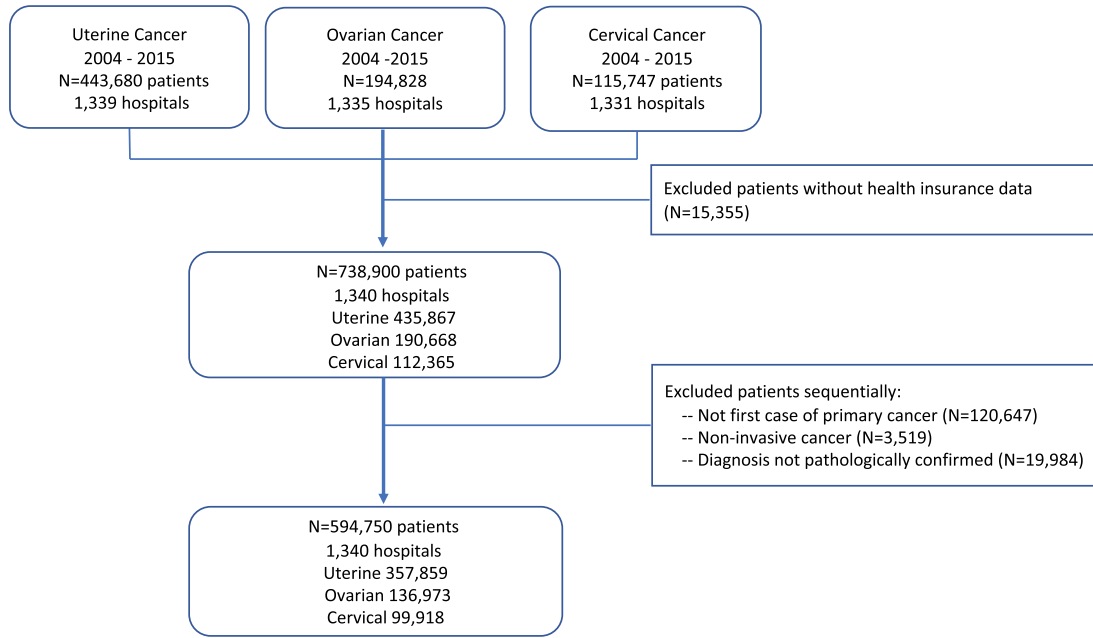 Uterine Cancer
2004 - 2015
N=443,680 patients
1,339 hospitals
Ovarian Cancer
2004 -2015
N=194,828
1,335 hospitals
Cervical Cancer
2004 - 2015
N=115,747 patients
1,331 hospitals
Excluded patients without health insurance data
(N=15,355)
N=738,900 patients
1,340 hospitals
Uterine 435,867
Ovarian 190,668
Cervical 112,365
Excluded patients sequentially:
-- Not first case of primary cancer (N=120,647)
-- Non-invasive cancer (N=3,519)
-- Diagnosis not pathologically confirmed (N=19,984)
N=594,750 patients
1,340 hospitals
Uterine 357,859
Ovarian 136,973
Cervical 99,918